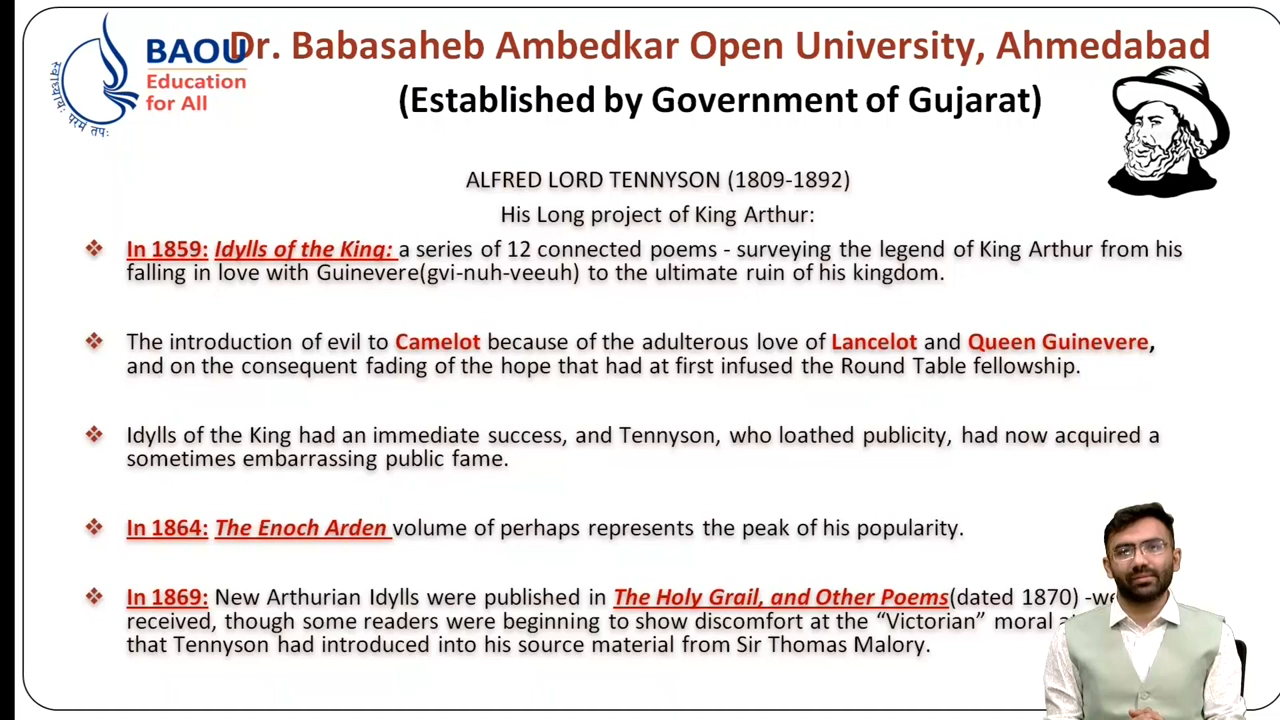 BAOU
Education
for All
स्वाध्यायः परमं तपः
Dr. Babasaheb Ambedkar Open University, Ahmedabad
(Established by Government of Gujarat)
ALFRED LORD TENNYSON (1809-1892)
His Long project of King Arthur:
❖ In 1859: Idylls of the King: a series of 12 connected poems - surveying the legend of King Arthur from his
falling in love with Guinevere(gvi-nuh-veeuh) to the ultimate ruin of his kingdom.
❖ The introduction of evil to Camelot because of the adulterous love of Lancelot and Queen Guinevere,
and on the consequent fading of the hope that had at first infused the Round Table fellowship.
❖ Idylls of the King had an immediate success, and Tennyson, who loathed publicity, had now acquired a
sometimes embarrassing public fame.
❖ In 1864: The Enoch Arden volume of perhaps represents the peak of his popularity.
❖ In 1869: New Arthurian Idylls were published in The Holy Grail, and Other Poems(dated 1870) -
received, though some readers were beginning to show discomfort at the “Victorian” moral
that Tennyson had introduced into his source material from Sir Thomas Malory.